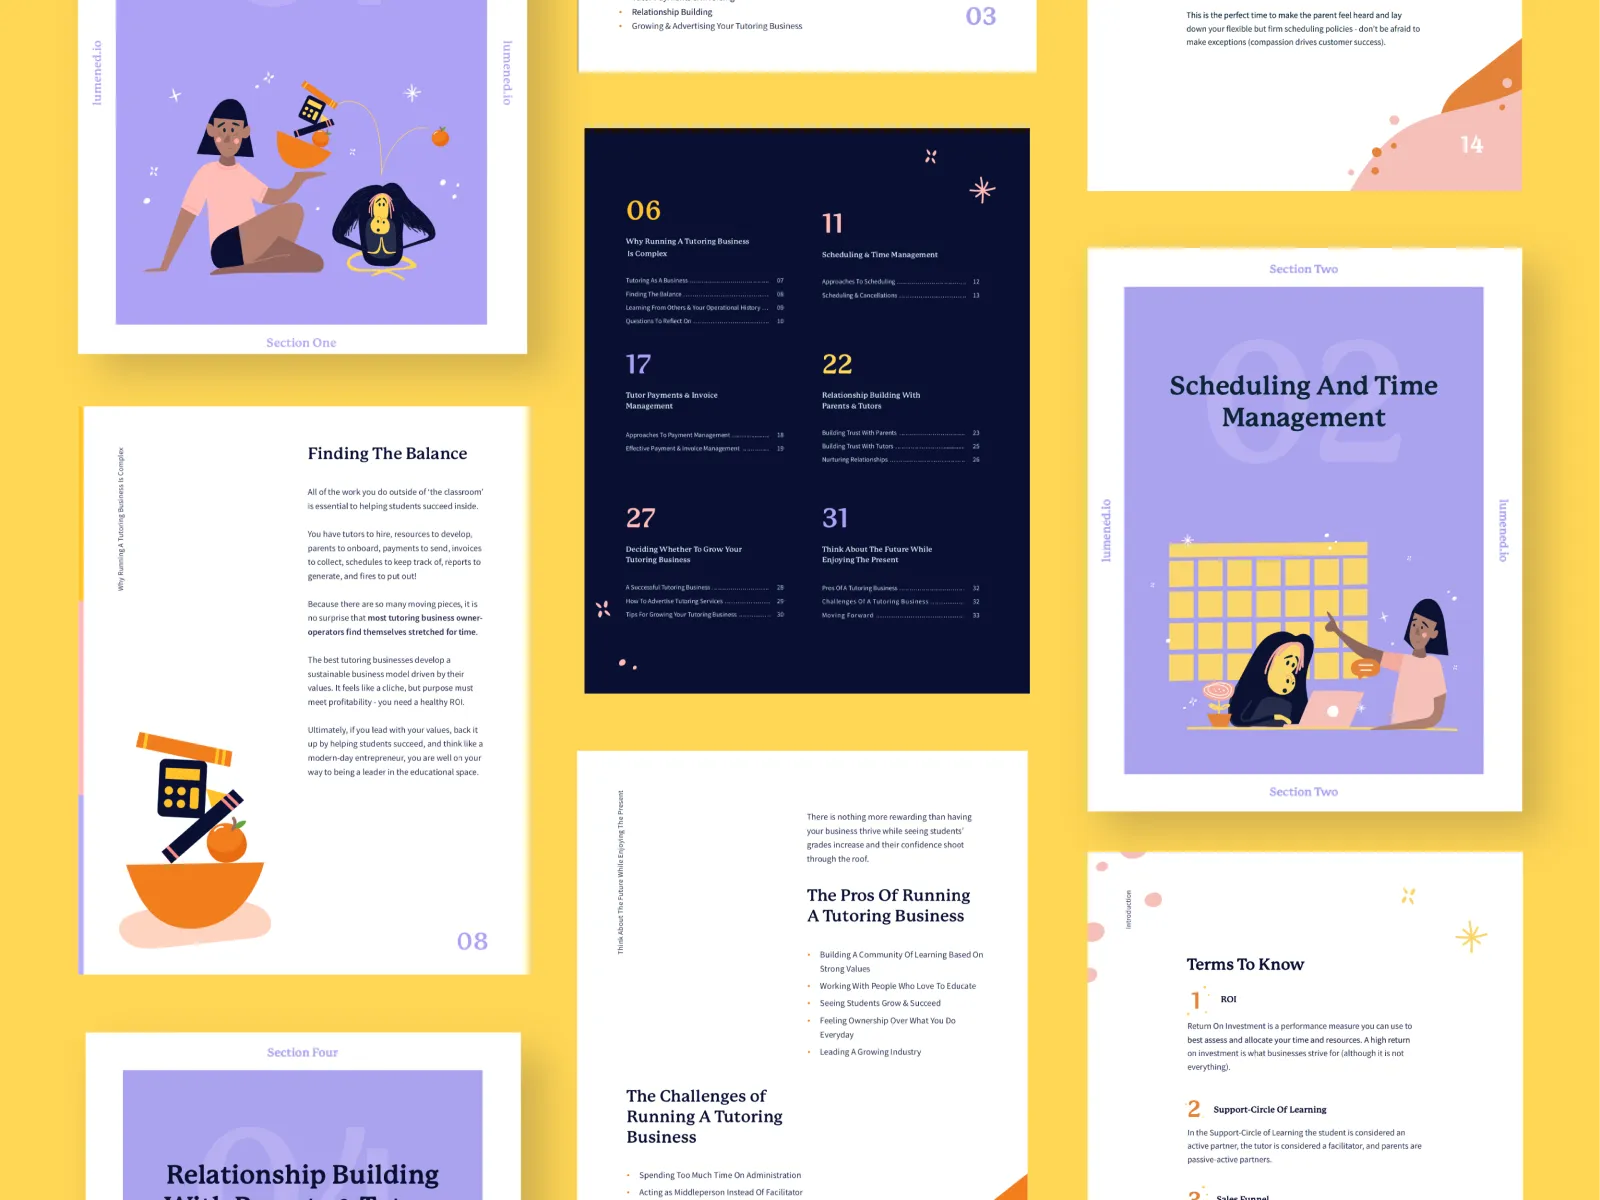 lumened.io
lumened.io
Section One
Why Running A Tutoring Business Is Complex
Finding The Balance
All of the work you do outside of 'the classroom'
is essential to helping students succeed inside.
You have tutors to hire, resources to develop,
parents to onboard, payments to send, invoices
to collect, schedules to keep track of, reports to
generate, and fires to put out!
Because there are so many moving pieces, it is
no surprise that most tutoring business owner-
operators find themselves stretched for time.
The best tutoring businesses develop a
sustainable business model driven by their
values. It feels like a cliche, but purpose must
meet profitability - you need a healthy ROI.
Ultimately, if you lead with your values, back it
up by helping students succeed, and think like a
modern-day entrepreneur, you are well on your
way to being a leader in the educational space.
08
Section Four
04
Relationship Building
Relationship Building
Growing & Advertising Your Tutoring Business
03
06
Why Running A Tutoring Business
Is Complex
Tutoring As A Business 07
Finding The Balance 08
Learning From Others & Your Operational History ... 09
Questions To Reflect On 10
11
Scheduling & Time Management
Approaches To Scheduling 12
Scheduling & Cancellations 13
17
Tutor Payments & Invoice
Management
Approaches To Payment Management 18
Effective Payment & Invoice Management 19
22
Relationship Building With
Parents & Tutors
Building Trust With Parents 23
Building Trust With Tutors 25
Nurturing Relationships 26
27
Deciding Whether To Grow Your
Tutoring Business
A Successful Tutoring Business 28
How To Advertise Tutoring Services 29
Tips For Growing Your Tutoring Business 30
31
Think About The Future While
Enjoying The Present
Pros Of A Tutoring Business 32
Challenges Of A Tutoring Business 32
Moving Forward 33
Think About The Future While Enjoying The Present
There is nothing more rewarding than having
your business thrive while seeing students'
grades increase and their confidence shoot
through the roof.
The Pros Of Running
A Tutoring Business
• Building A Community Of Learning Based On
Strong Values
• Working With People Who Love To Educate
• Seeing Students Grow & Succeed
• Feeling Ownership Over What You Do
Everyday
• Leading A Growing Industry
The Challenges of
Running A Tutoring
Business
• Spending Too Much Time On Administration
• Acting as Middleperson Instead Of Facilitator
This is the perfect time to make the parent feel heard and lay
down your flexible but firm scheduling policies - don't be afraid to
make exceptions (compassion drives customer success).
14
Section Two
02
Scheduling And Time
Management
lumened.io
lumened.io
Section Two
Introduction
Terms To Know
1 ROI
Return On Investment is a performance measure you can use to
best assess and allocate your time and resources. A high return
on investment is what businesses strive for (although it is not
everything).
2 Support-Circle Of Learning
In the Support-Circle of Learning the student is considered an
active partner, the tutor is considered a facilitator, and parents are
passive-active partners.
3 Sales Funnel